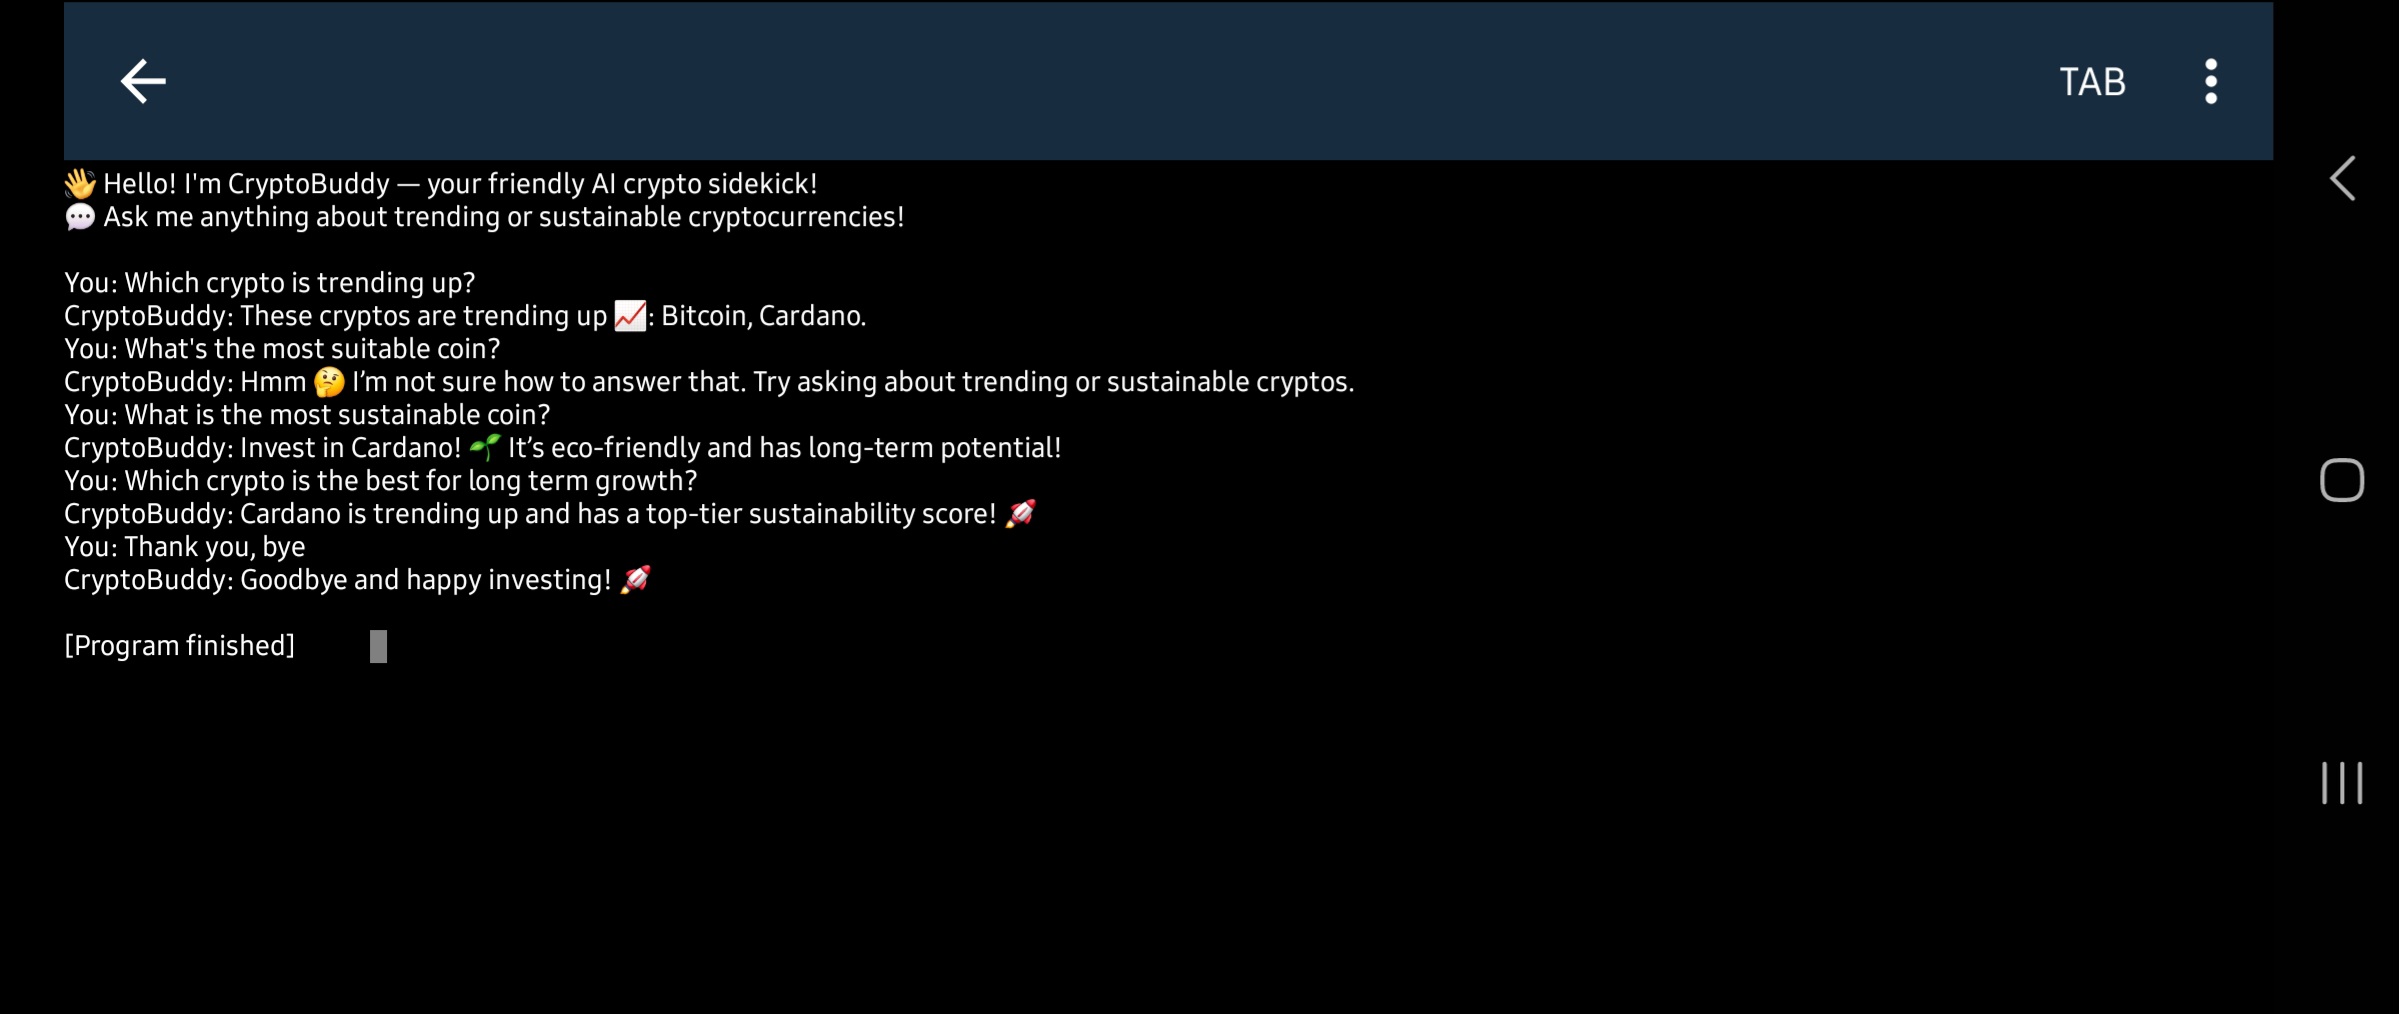 TAB
👋 Hello! I'm CryptoBuddy — your friendly AI crypto sidekick!
💬 Ask me anything about trending or sustainable cryptocurrencies!
You: Which crypto is trending up?
CryptoBuddy: These cryptos are trending up 📈: Bitcoin, Cardano.
You: What's the most suitable coin?
CryptoBuddy: Hmm 🤔 I’m not sure how to answer that. Try asking about trending or sustainable cryptos.
You: What is the most sustainable coin?
CryptoBuddy: Invest in Cardano! 🌱 It’s eco-friendly and has long-term potential!
You: Which crypto is the best for long term growth?
CryptoBuddy: Cardano is trending up and has a top-tier sustainability score! 🚀
You: Thank you, bye
CryptoBuddy: Goodbye and happy investing! 🚀
[Program finished]